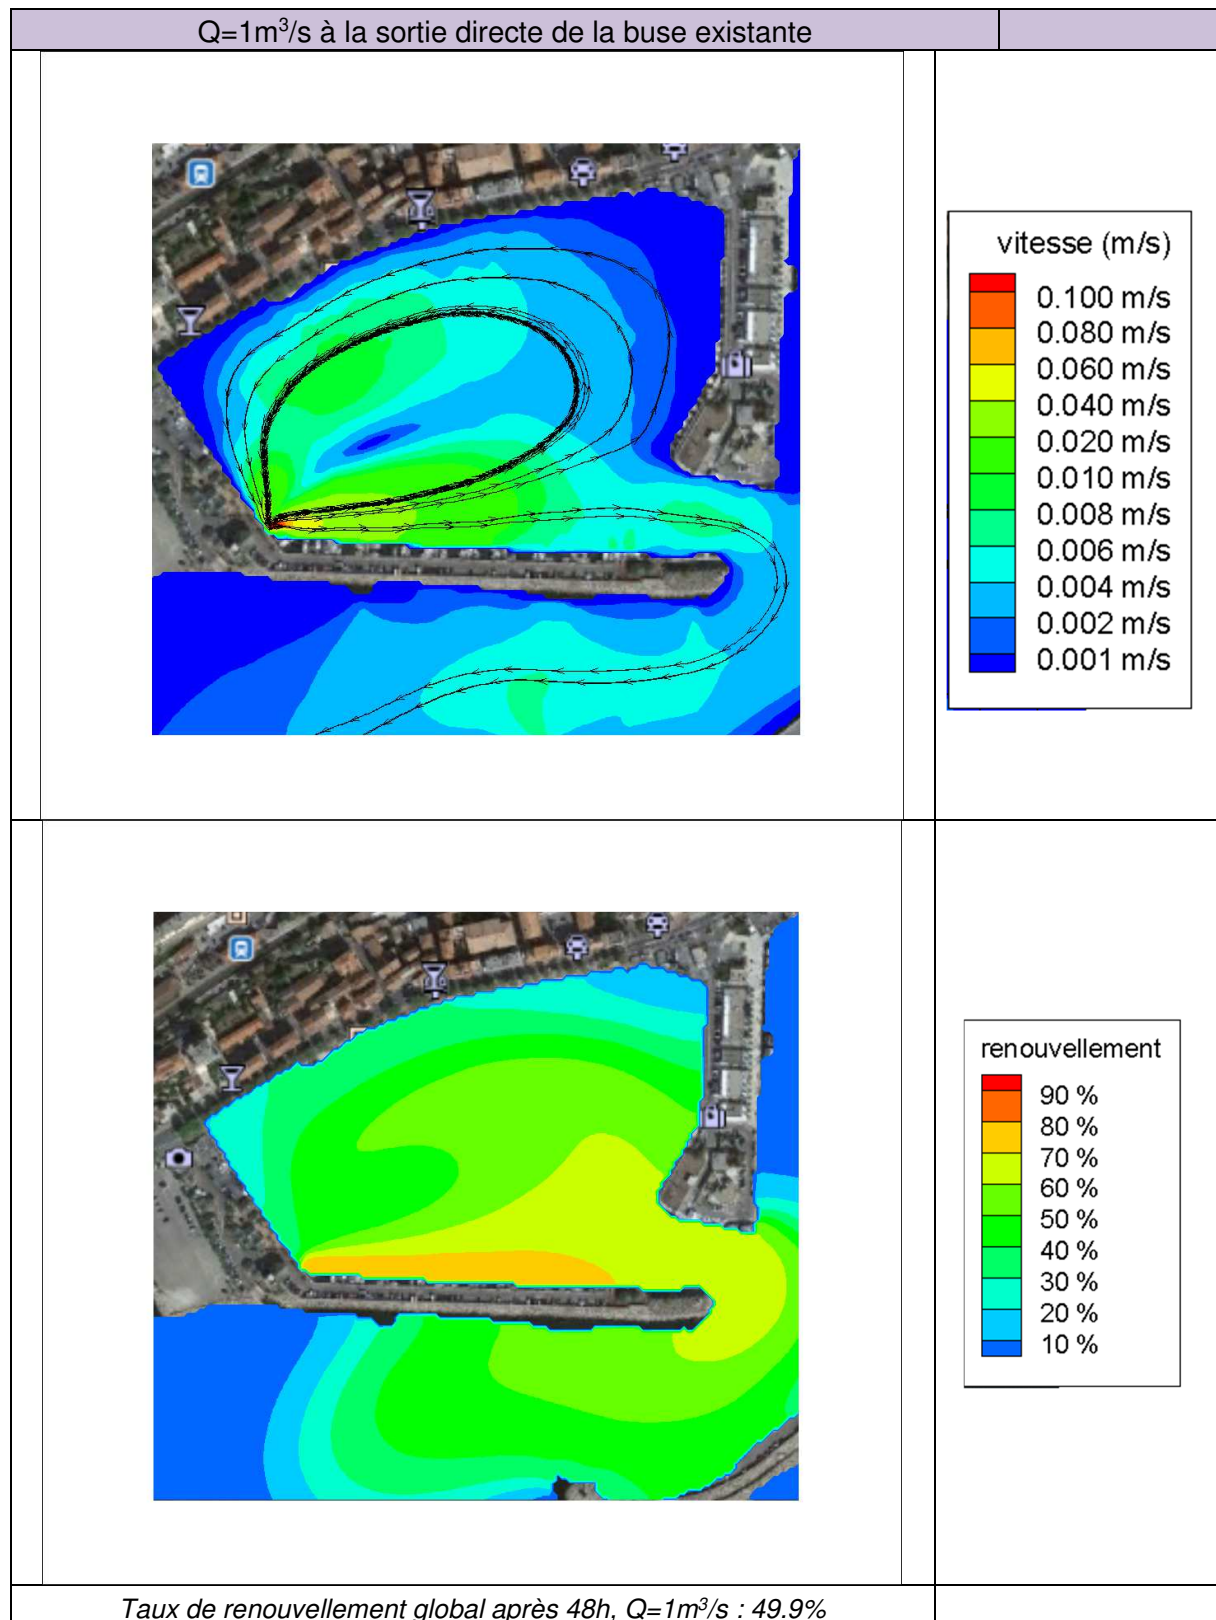 Q=1m³/s à la sortie directe de la buse existante
vitesse (m/s)
0.100 m/s
0.080 m/s
0.060 m/s
0.040 m/s
0.020 m/s
0.010 m/s
0.008 m/s
0.006 m/s
0.004 m/s
0.002 m/s
0.001 m/s
renouvellement
90 %
80 %
70 %
60 %
50 %
40 %
30 %
20 %
10 %
Taux de renouvellement global après 48h, Q=1m³/s : 49.9%